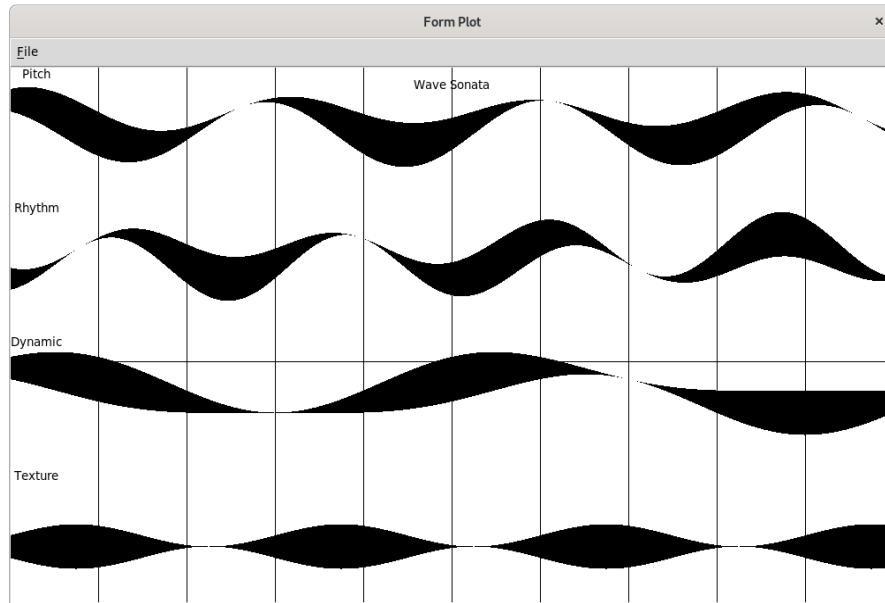 Form Plot
×
File
Pitch
Wave Sonata
Rhythm
Dynamic
Texture